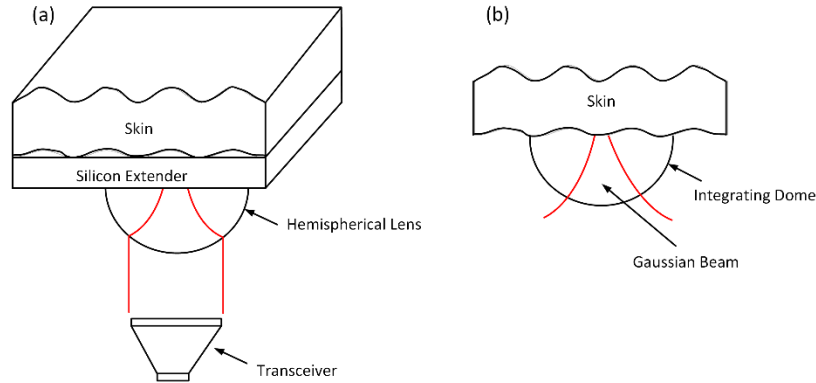 (a)
Skin
Silicon Extender
Hemispherical Lens
Transceiver
(b)
Skin
Integrating Dome
Gaussian Beam